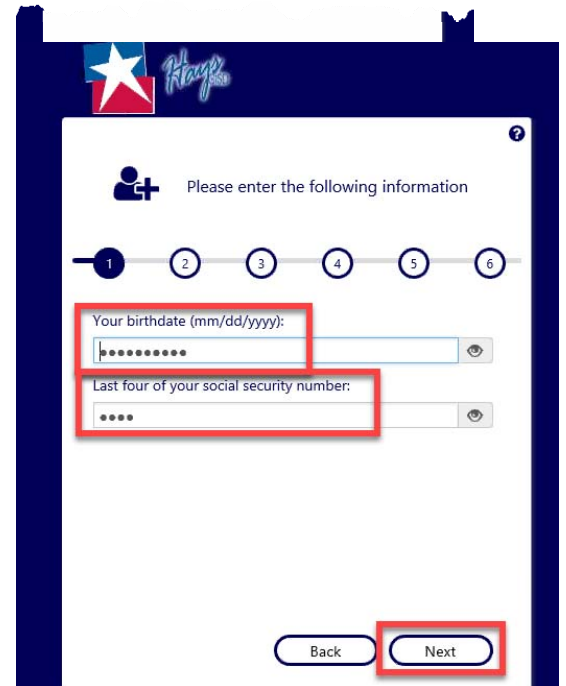 Hays
CISD
Please enter the following information
1 2 3 4 5 6
Your birthdate (mm/dd/yyyy):
••••••••••
Last four of your social security number:
••••
Back Next